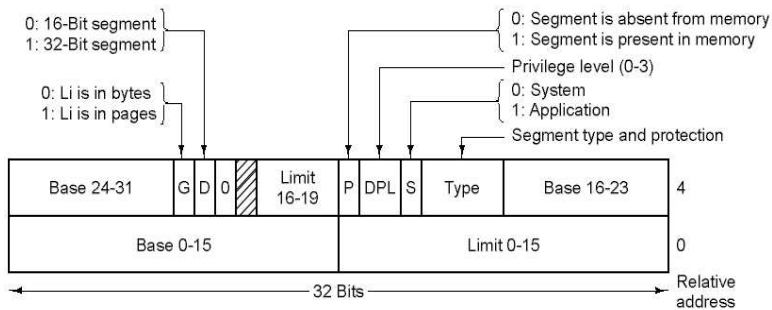 0: 16-Bit segment
1: 32-Bit segment
0: Segment is absent from memory
1: Segment is present in memory
Privilege level (0-3)
0: Li is in bytes
1: Li is in pages
0: System
1: Application
Segment type and protection
Base 24-31 G D 0 Limit 16-19 P DPL S Type Base 16-23 4
Base 0-15 Limit 0-15 0
32 Bits
Relative
address